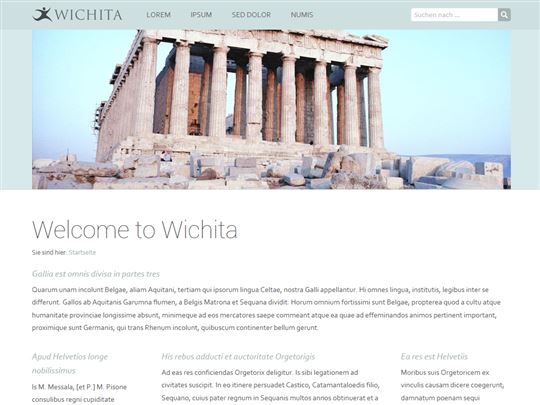 WICHITA LOREM IPSUM SED DOLOR NUMIS Suchen nach ...
Welcome to Wichita
Sie sind hier: Startseite
Gallia est omnis divisa in partes tres
Quarum unam incolunt Belgae, aliam Aquitani, tertiam qui ipsorum lingua Celtae, nostra Galli appellantur. Hi omnes lingua, institutis, legibus inter se
differunt. Gallos ab Aquitanis Garumna flumen, a Belgis Matrona et Sequana dividit. Horum omnium fortissimi sunt Belgae, propterea quod a cultu atque
humanitate provinciae longissime absunt, minimeque ad eos mercatores saepe commeant atque ea quae ad effeminandos animos pertinent important,
proximique sunt Germanis, qui trans Rhenum incolunt, quibuscum continenter bellum gerunt.
Apud Helvetios longe
nobilissimus
Is M. Messala, [et P.] M. Pisone
consulibus regni cupiditate
His rebus adducti et auctoritate Orgetorigis
Ad eas res conficiendas Orgetorix deligitur. Is sibi legationem ad
civitates suscipit. In eo itinere persuadet Castico, Catamantaloedis filio,
Sequano, cuius pater regnum in Sequanis multos annos obtinuerat et a
Ea res est Helvetiis
Moribus suis Orgetoricem ex
vinculis causam dicere coegerunt;
damnatum poenam sequi